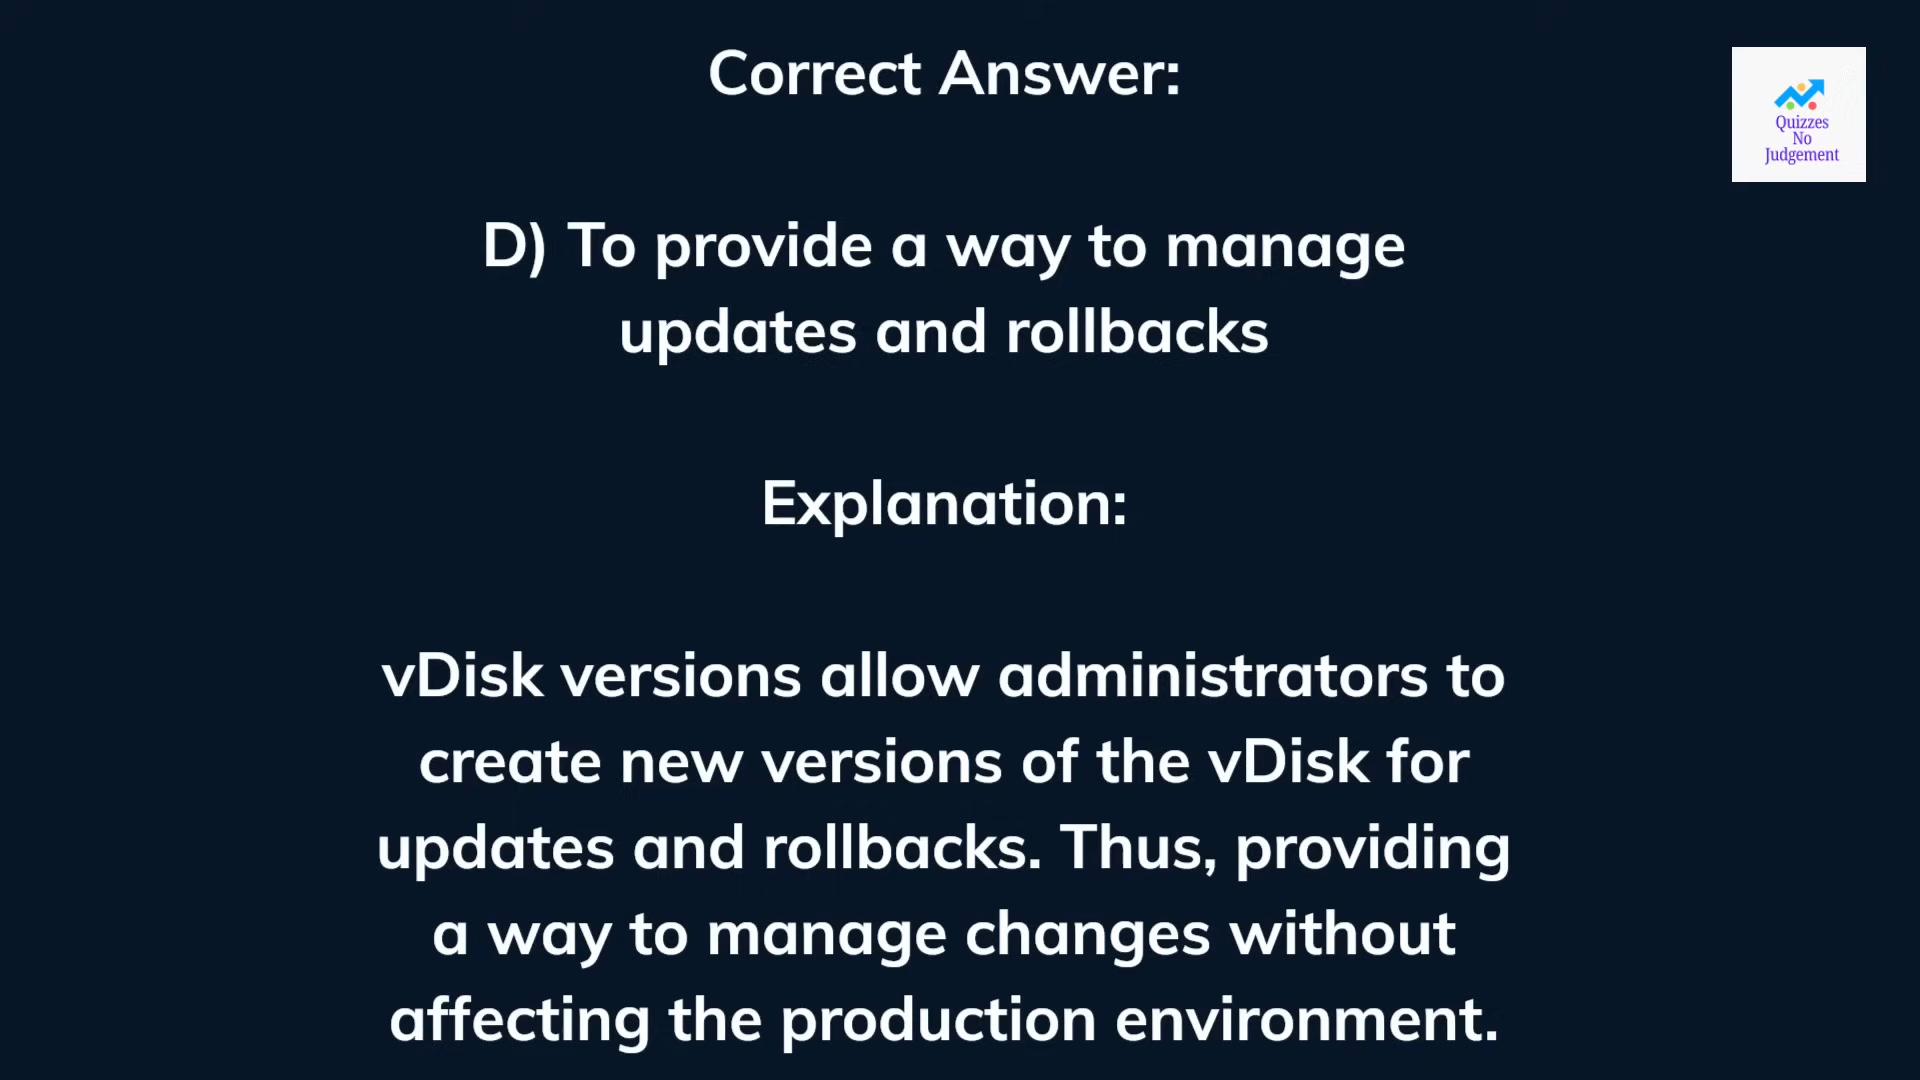 Correct Answer:
Quizzes
No
Judgement
D) To provide a way to manage
updates and rollbacks
Explanation:
vDisk versions allow administrators to
create new versions of the vDisk for
updates and rollbacks. Thus, providing
a way to manage changes without
affecting the production environment.